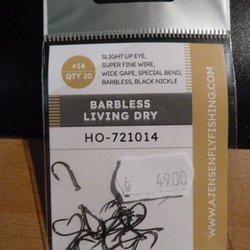 #14
QTY 20
SLIGHT UP EYE,
SUPER FINE WIRE,
WIDE GAPE, SPECIAL BEND,
BARBLESS, BLACK NICKLE
BARBLESS
LIVING DRY
HO-721014
49.00
WWW.AJENSENFLYFISHING.COM